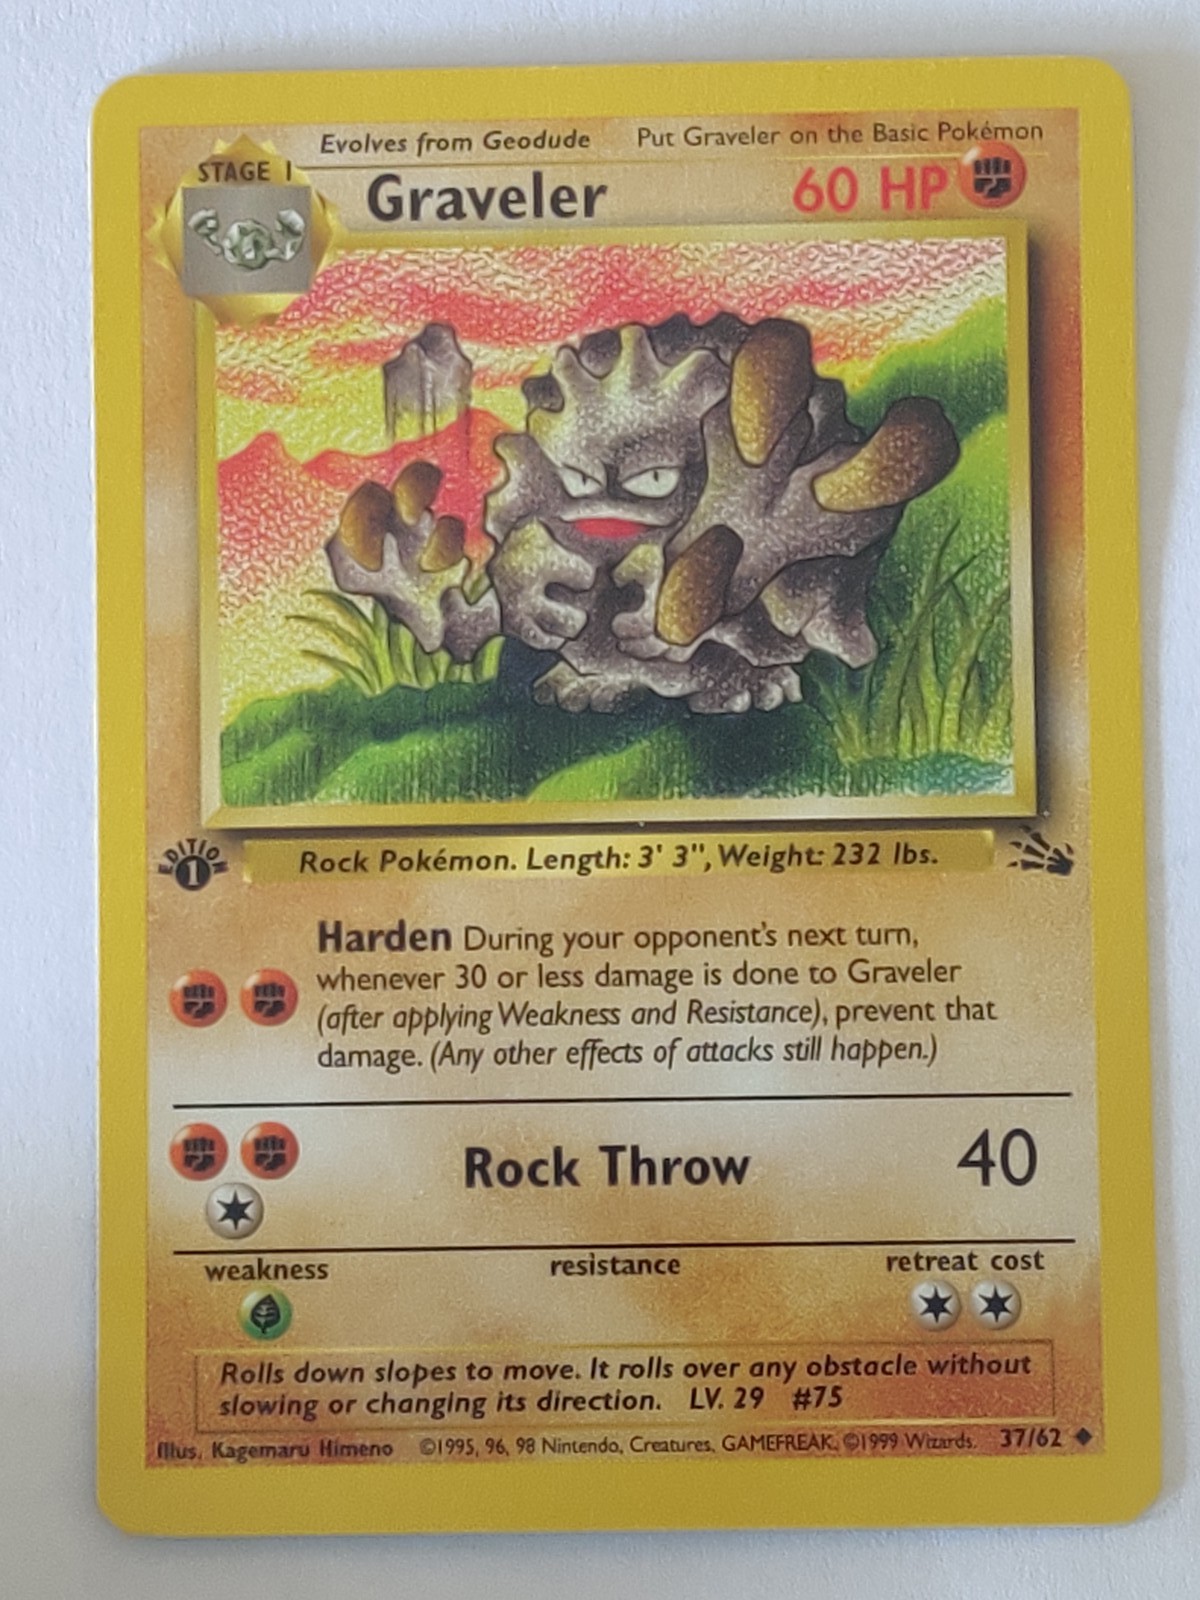 Evolves from Geodude Put Graveler on the Basic Pokémon
STAGE 1
Graveler 60 HP
EDITION 1
Rock Pokémon. Length: 3' 3", Weight: 232 lbs.
Harden During your opponent's next turn,
whenever 30 or less damage is done to Graveler
(after applying Weakness and Resistance), prevent that
damage. (Any other effects of attacks still happen.)
Rock Throw 40
weakness resistance retreat cost
Rolls down slopes to move. It rolls over any obstacle without
slowing or changing its direction. LV. 29 #75
Illus. Kagemaru Himeno ©1995, 96, 98 Nintendo, Creatures, GAMEFREAK. ©1999 Wizards. 37/62